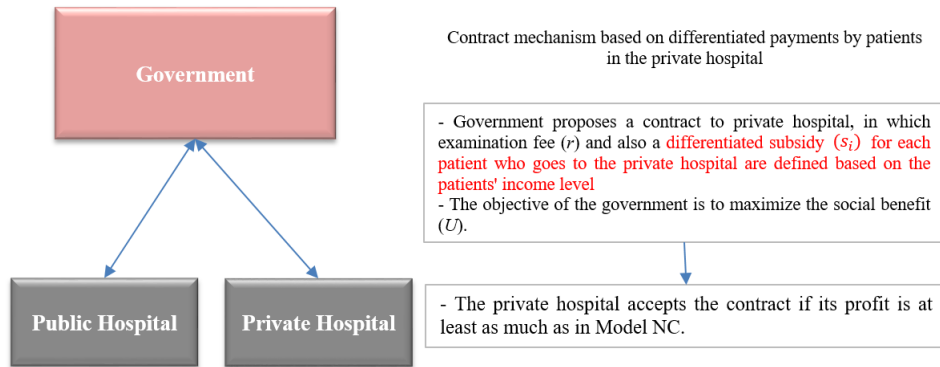 Government
Public Hospital
Private Hospital
Contract mechanism based on differentiated payments by patients
in the private hospital
- Government proposes a contract to private hospital, in which
examination fee (r) and also a differentiated subsidy (sᵢ) for each
patient who goes to the private hospital are defined based on the
patients' income level
- The objective of the government is to maximize the social benefit
(U).
- The private hospital accepts the contract if its profit is at
least as much as in Model NC.